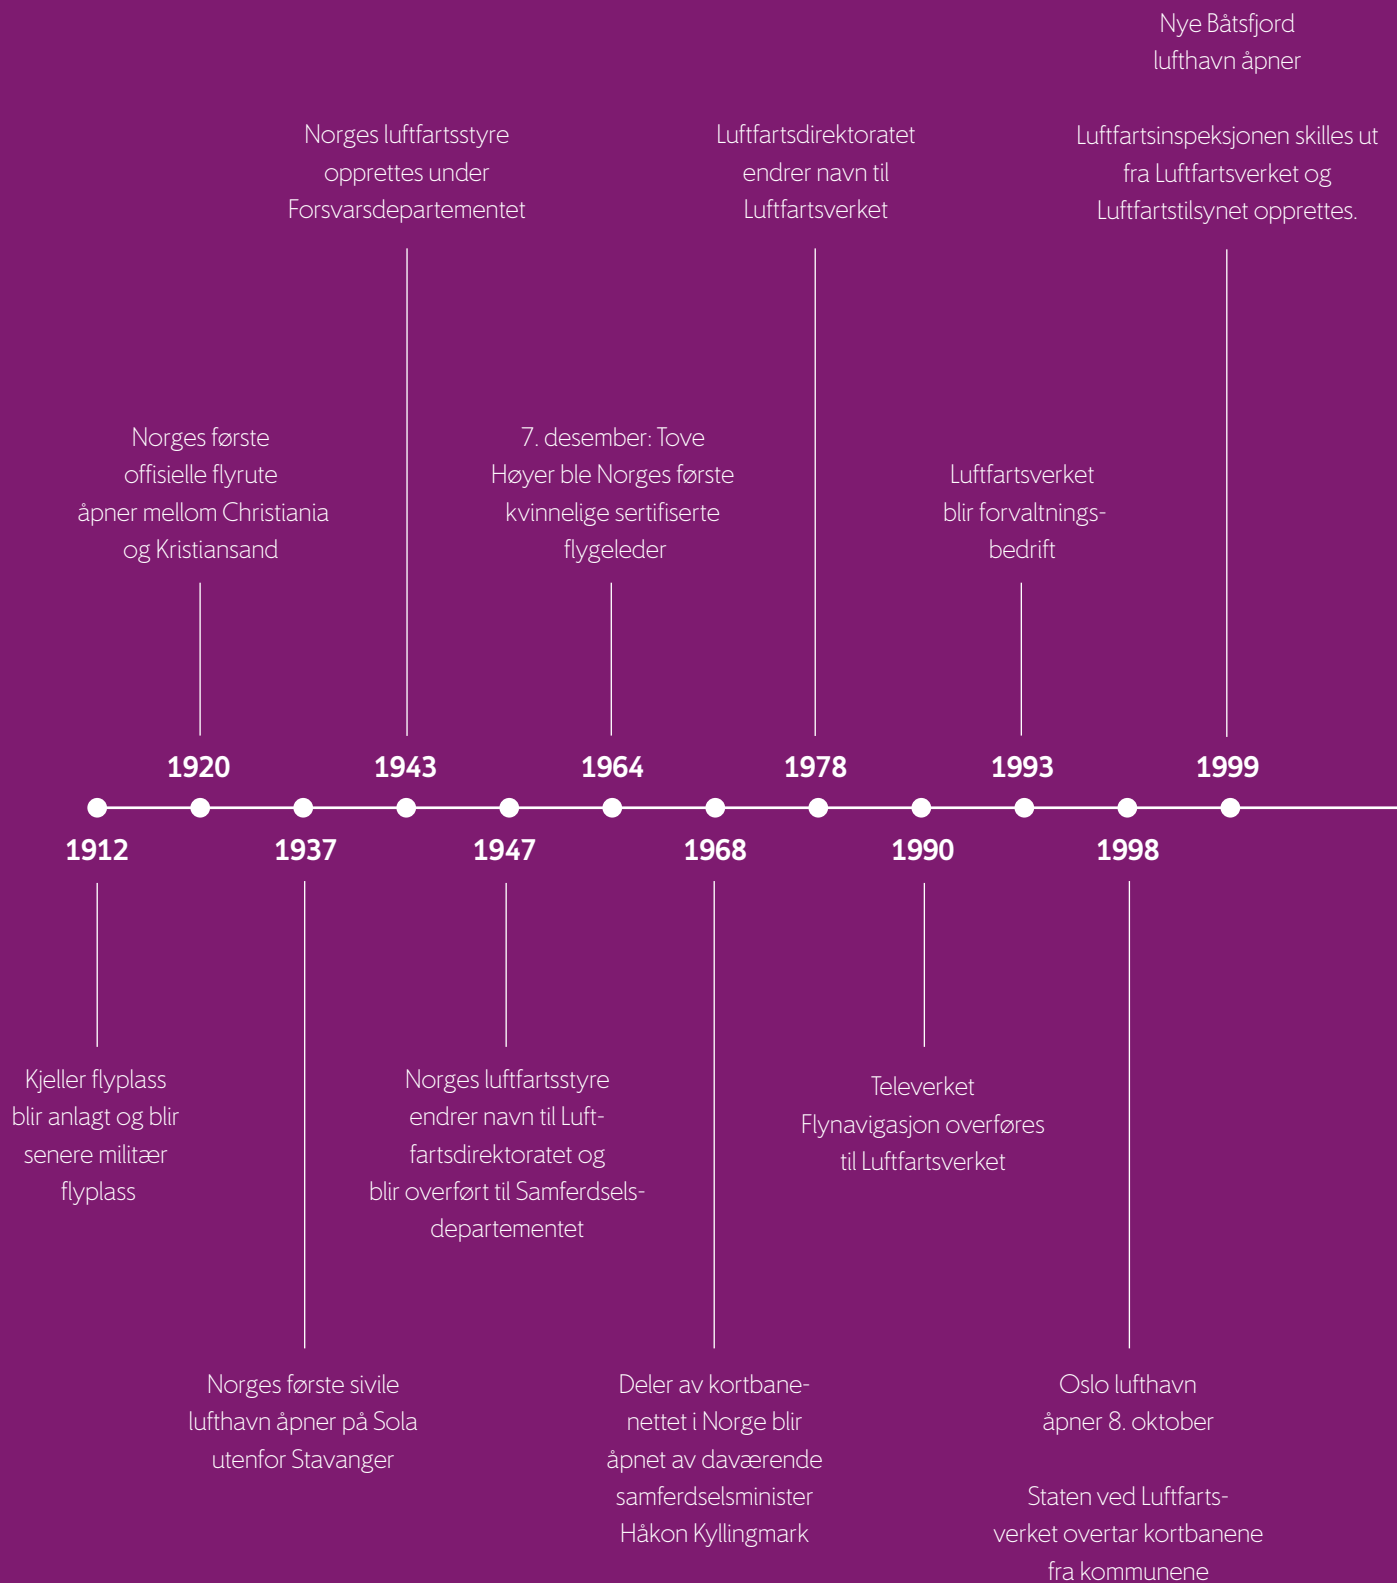 Nye Båtsfjord
lufthavn åpner
Norges luftfartsstyre
opprettes under
Forsvarsdepartementet
Luftfartsdirektoratet
endrer navn til
Luftfartsverket
Luftfartsinspeksjonen skilles ut
fra Luftfartsverket og
Luftfartstilsynet opprettes.
Norges første
offisielle flyrute
åpner mellom Christiania
og Kristiansand
7. desember: Tove
Høyer ble Norges første
kvinnelige sertifiserte
flygeleder
Luftfartsverket
blir forvaltnings-
bedrift
1920
1943
1964
1978
1993
1999
1912
1937
1947
1968
1990
1998
Kjeller flyplass
blir anlagt og blir
senere militær
flyplass
Norges luftfartsstyre
endrer navn til Luft-
fartsdirektoratet og
blir overført til Samferdsels-
departementet
Televerket
Flynavigasjon overføres
til Luftfartsverket
Norges første sivile
lufthavn åpner på Sola
utenfor Stavanger
Deler av kortbane-
nettet i Norge blir
åpnet av daværende
samferdselsminister
Håkon Kyllingmark
Oslo lufthavn
åpner 8. oktober
Staten ved Luftfarts-
verket overtar kortbanene
fra kommunene